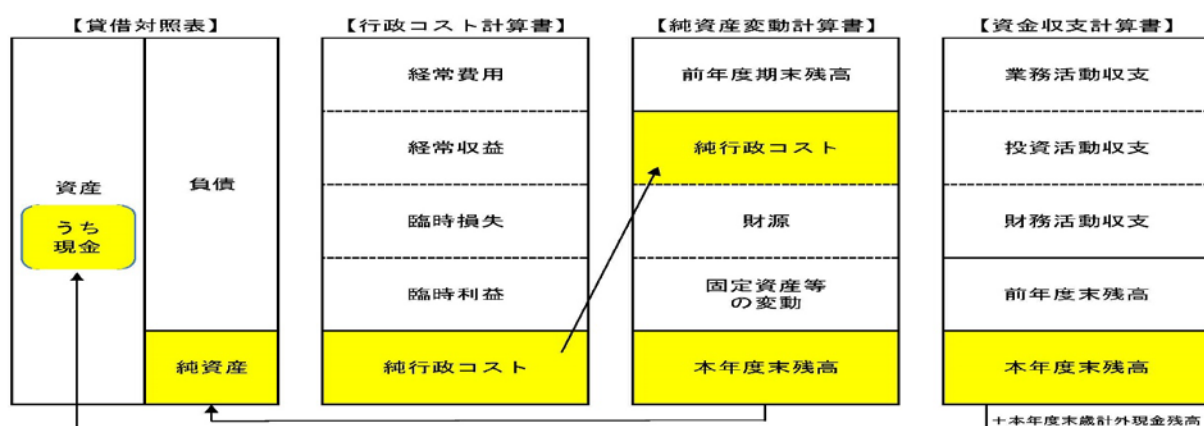 【貸借対照表】
資産
うち
現金
負債
純資産
【行政コスト計算書】
経常費用
経常収益
臨時損失
臨時利益
純行政コスト
【純資産変動計算書】
前年度期末残高
純行政コスト
財源
固定資産等
の変動
本年度末残高
【資金収支計算書】
業務活動収支
投資活動収支
財務活動収支
前年度末残高
本年度末残高
＋本年度末歳計外現金残高